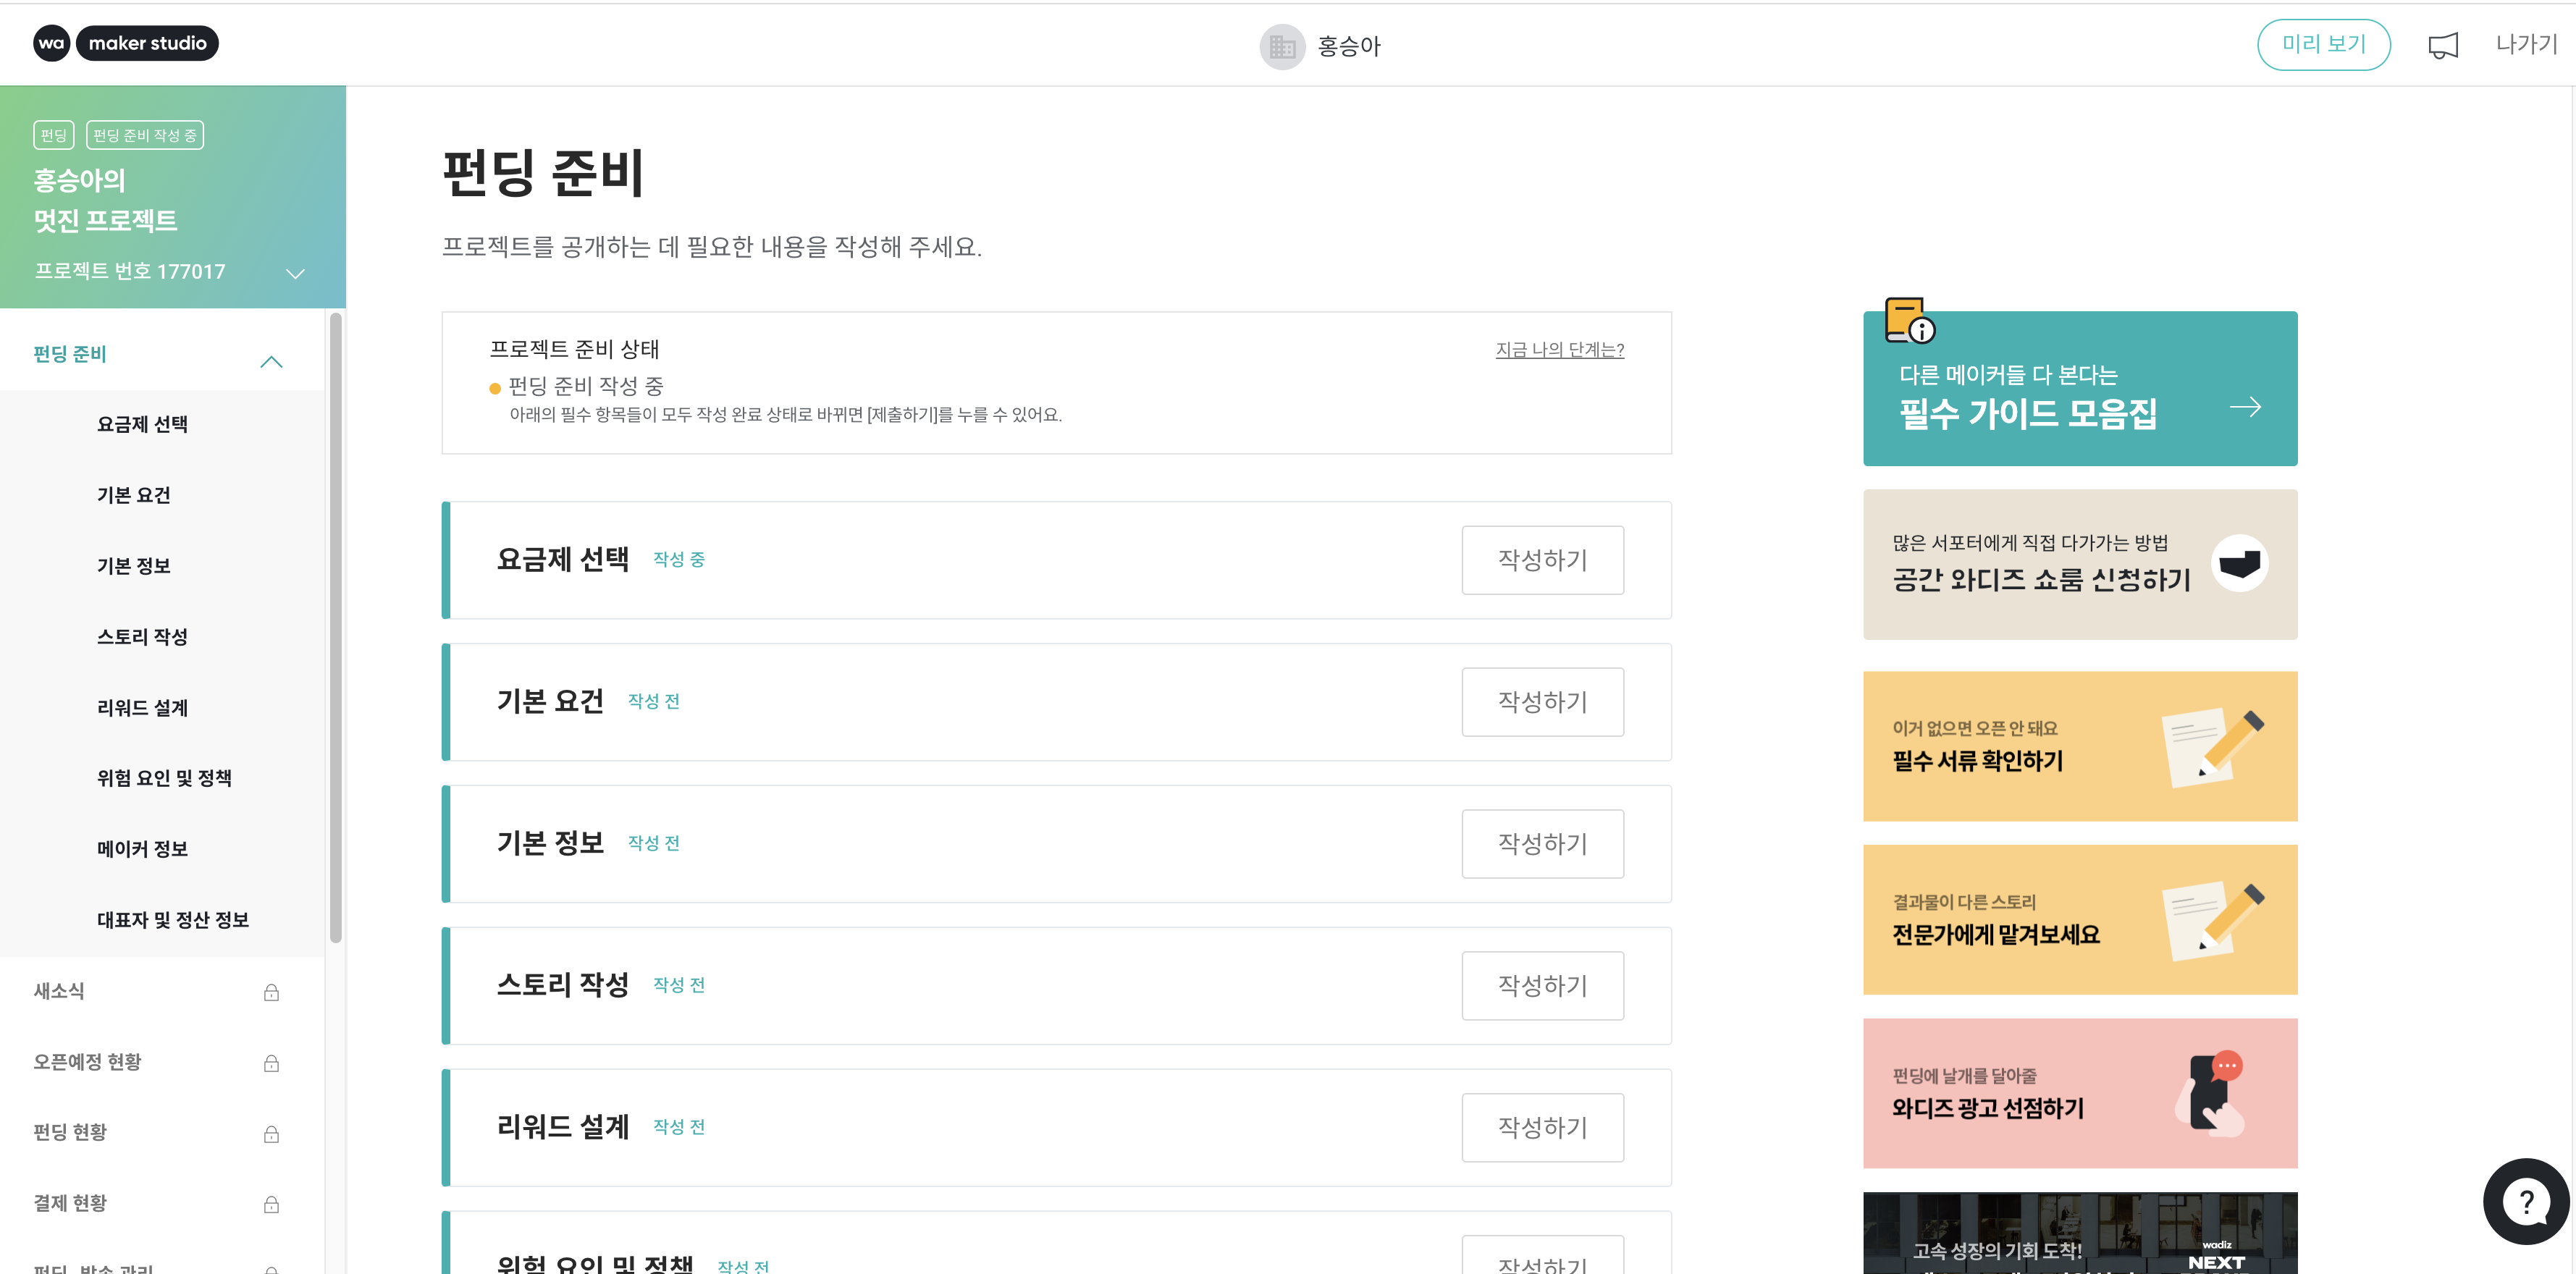 wa maker studio
홍승아
미리 보기
나가기
펀딩
펀딩 준비 작성 중
홍승아의
멋진 프로젝트
프로젝트 번호 177017
펀딩 준비
요금제 선택
기본 요건
기본 정보
스토리 작성
리워드 설계
위험 요인 및 정책
메이커 정보
대표자 및 정산 정보
새소식
오픈예정 현황
펀딩 현황
결제 현황
펀딩·발송 관리
펀딩 준비
프로젝트를 공개하는 데 필요한 내용을 작성해 주세요.
프로젝트 준비 상태
지금 나의 단계는?
펀딩 준비 작성 중
아래의 필수 항목들이 모두 작성 완료 상태로 바뀌면 [제출하기]를 누를 수 있어요.
요금제 선택 작성 중 작성하기
기본 요건 작성 전 작성하기
기본 정보 작성 전 작성하기
스토리 작성 작성 전 작성하기
리워드 설계 작성 전 작성하기
위험 요인 및 정책 작성 전 작성하기
다른 메이커들 다 본다는
필수 가이드 모음집
많은 서포터에게 직접 다가가는 방법
공간 와디즈 쇼룸 신청하기
이거 없으면 오픈 안 돼요
필수 서류 확인하기
결과물이 다른 스토리
전문가에게 맡겨보세요
펀딩에 날개를 달아줄
와디즈 광고 선점하기
고속 성장의 기회 도착!
wadiz
NEXT
?